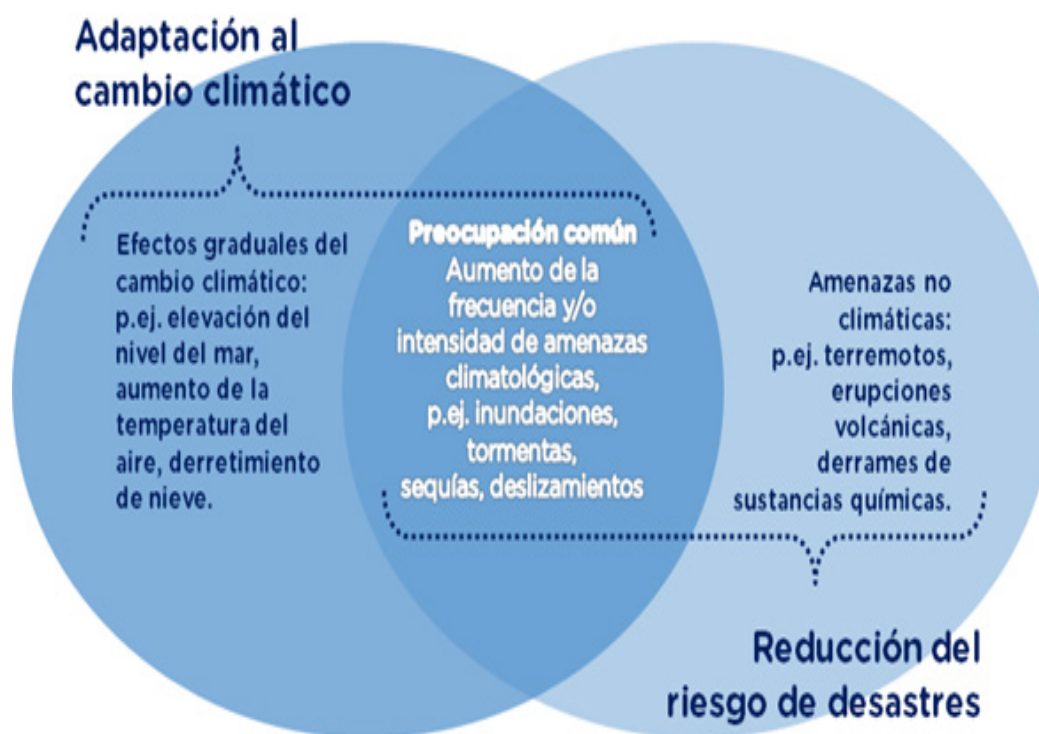 Adaptación al
cambio climático
Efectos graduales del
cambio climático:
p.ej. elevación del
nivel del mar,
aumento de la
temperatura del
aire, derretimiento
de nieve.
Preocupación común
Aumento de la
frecuencia y/o
intensidad de amenazas
climatológicas,
p.ej. inundaciones,
tormentas,
sequías, deslizamientos
Amenazas no
climáticas:
p.ej. terremotos,
erupciones
volcánicas,
derrames de
sustancias químicas.
Reducción del
riesgo de desastres